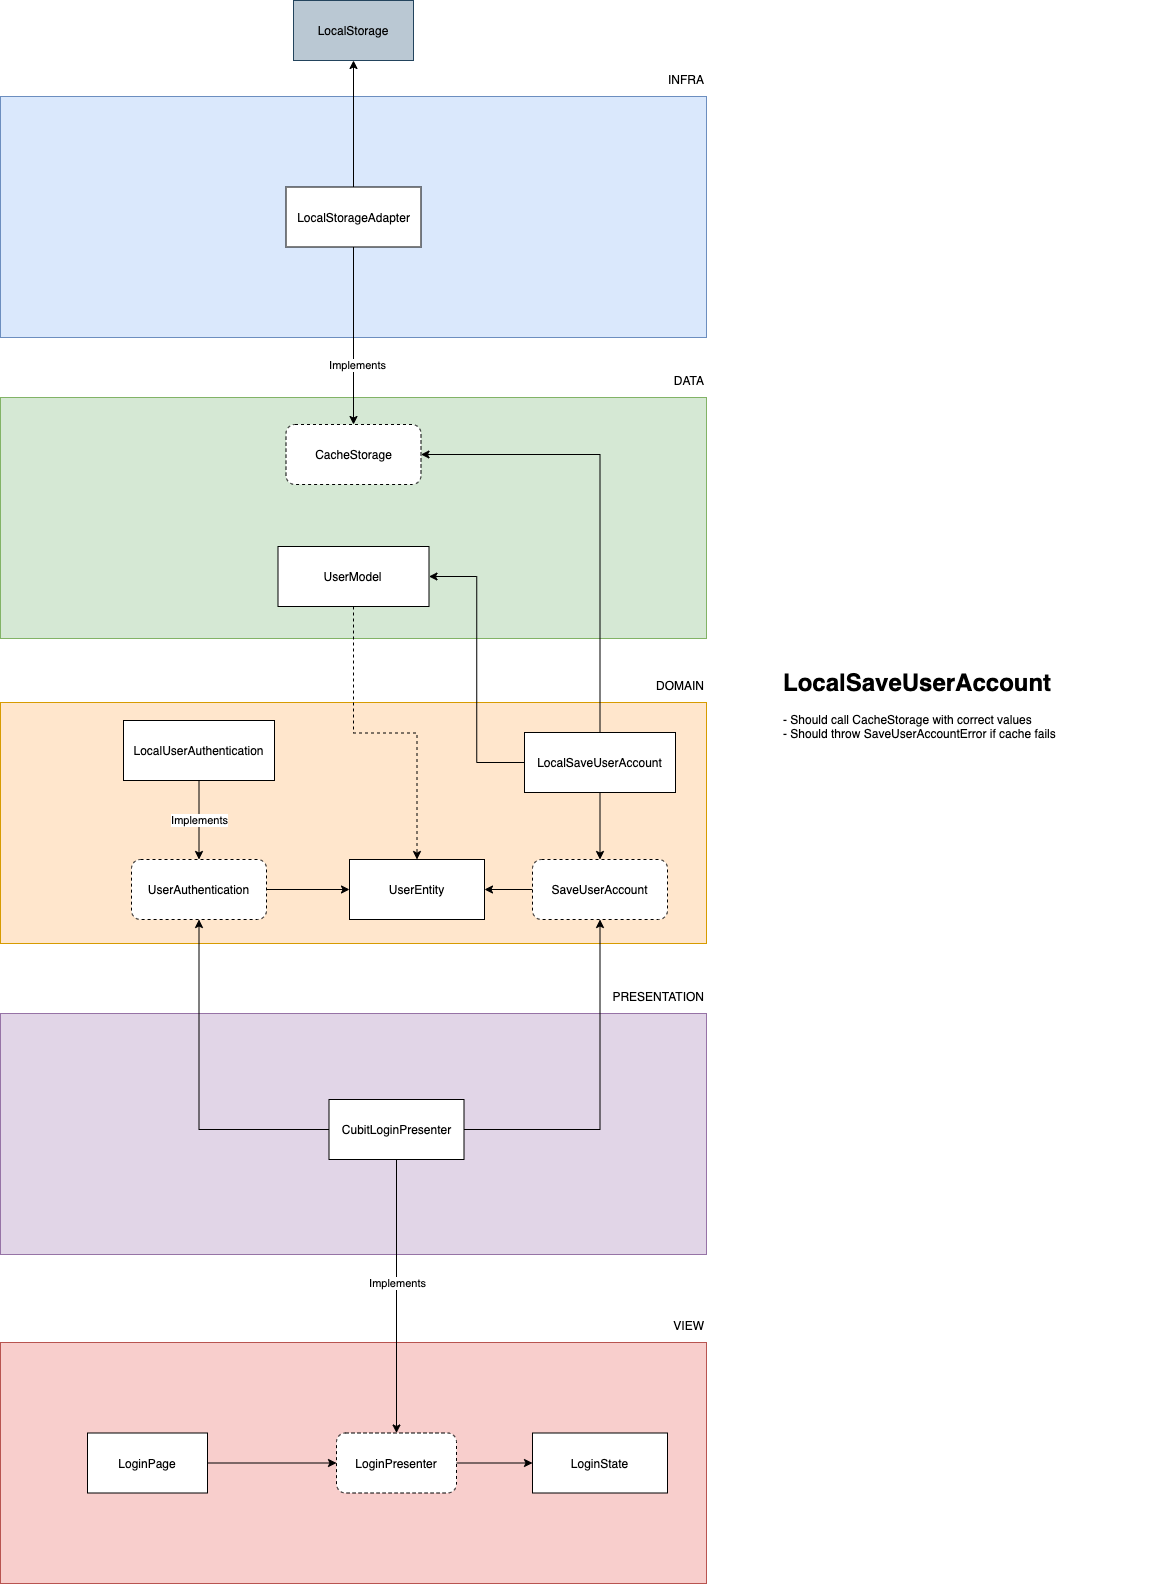 LocalStorage
INFRA
LocalStorageAdapter
Implements
DATA
CacheStorage
UserModel
DOMAIN
LocalSaveUserAccount
- Should call CacheStorage with correct values
- Should throw SaveUserAccountError if cache fails
LocalUserAuthentication
LocalSaveUserAccount
Implements
UserAuthentication
UserEntity
SaveUserAccount
PRESENTATION
CubitLoginPresenter
Implements
VIEW
LoginPage
LoginPresenter
LoginState